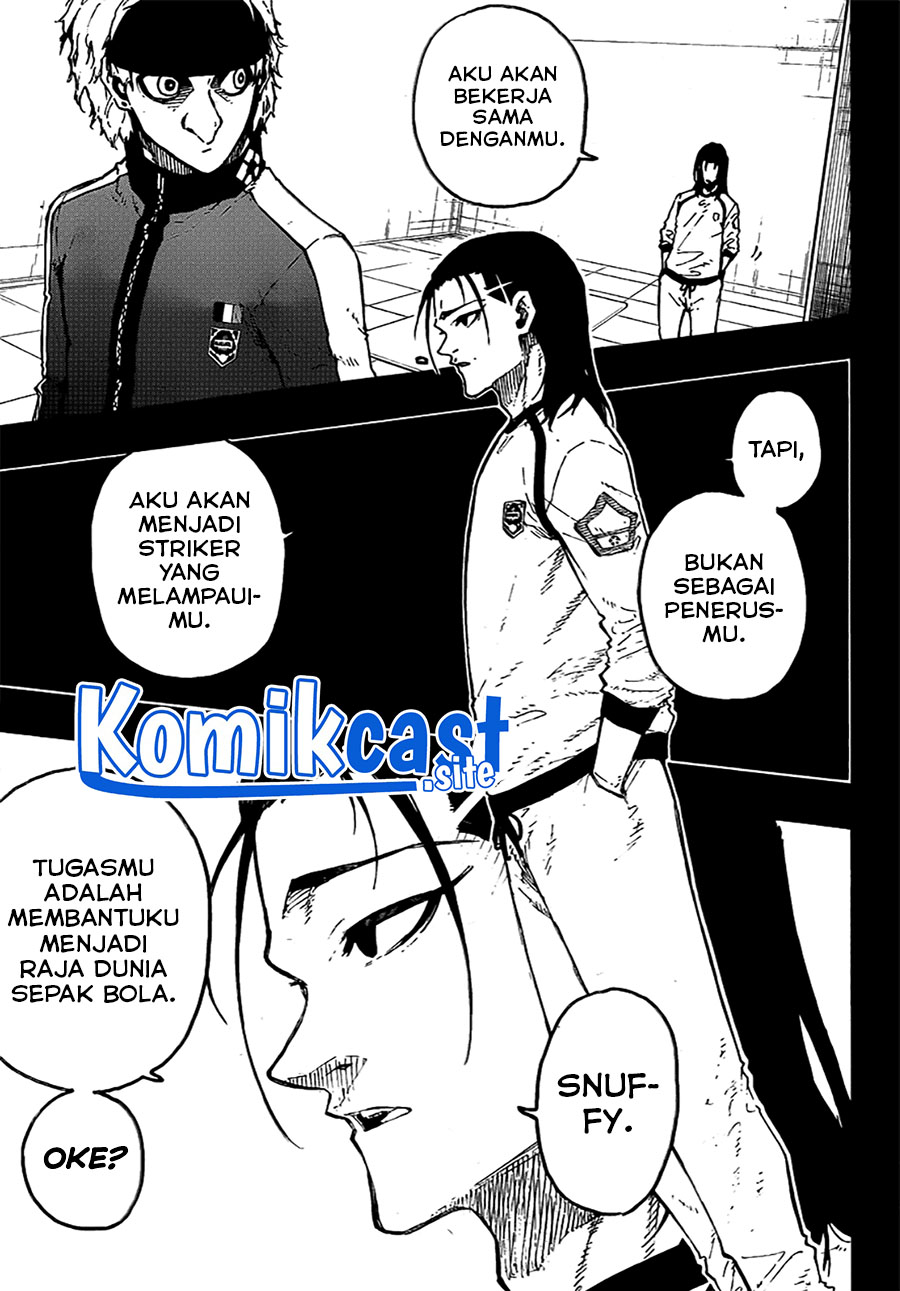 AKU AKAN
BEKERJA
SAMA
DENGANMU.
TAPI,
BUKAN
SEBAGAI
PENERUS-
MU.
AKU AKAN
MENJADI
STRIKER
YANG
MELAMPAUI-
MU.
Komikcast
.site
SNUF-
FY.
TUGASMU
ADALAH
MEMBANTUKU
MENJADI
RAJA DUNIA
SEPAK BOLA.
OKE?